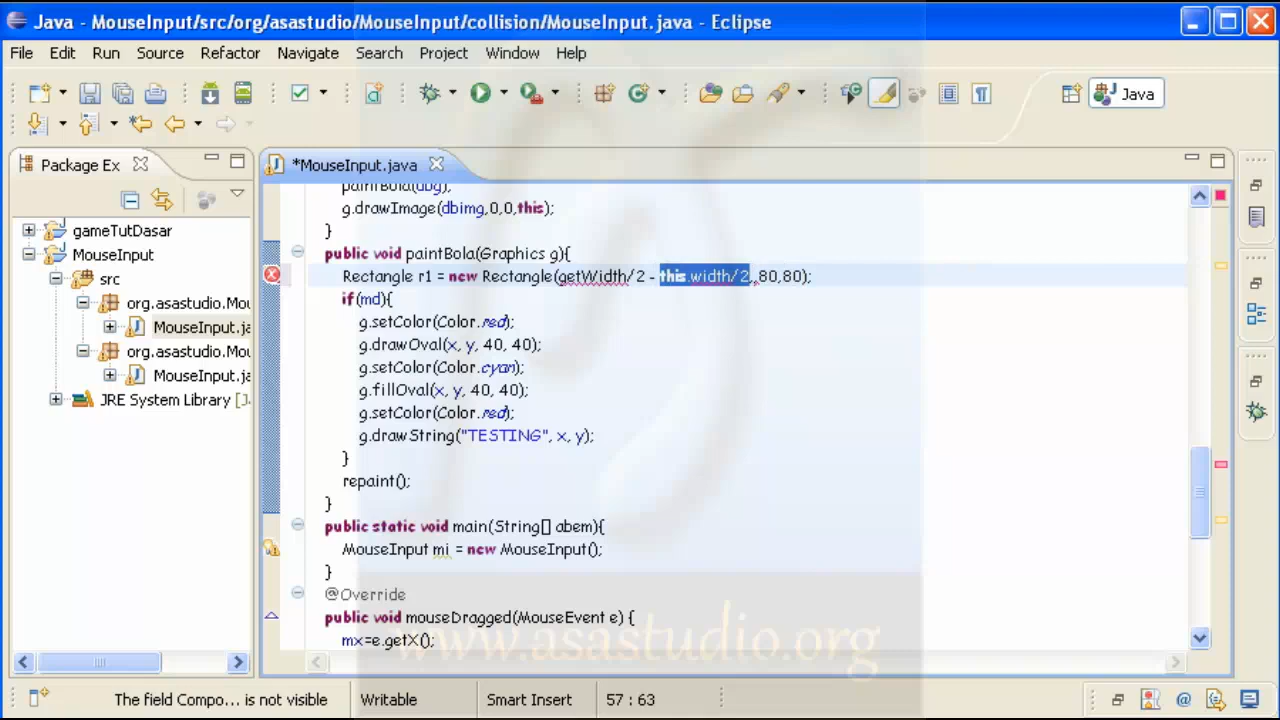 Java - MouseInput/src/org/asastudio/MouseInput/collision/MouseInput.java - Eclipse
File Edit Run Source Refactor Navigate Search Project Window Help
Java
Package Ex
*MouseInput.java
gameTutDasar
MouseInput
src
org.asastudio.Mou
MouseInput.ja
org.asastudio.Mou
MouseInput.ja
JRE System Library [J
paintBola(dbg);
g.drawImage(dbimg,0,0,this);
}
public void paintBola(Graphics g){
Rectangle r1 = new Rectangle(getWidth/2 - this.width/2,,80,80);
if(md){
g.setColor(Color.red);
g.drawOval(x, y, 40, 40);
g.setColor(Color.cyan);
g.fillOval(x, y, 40, 40);
g.setColor(Color.red);
g.drawString("TESTING", x, y);
}
repaint();
}
public static void main(String[] abem){
MouseInput mi = new MouseInput();
}
@Override
public void mouseDragged(MouseEvent e) {
mx=e.getX();
www.asastudio.org
The field Compo... is not visible
Writable
Smart Insert
57 : 63